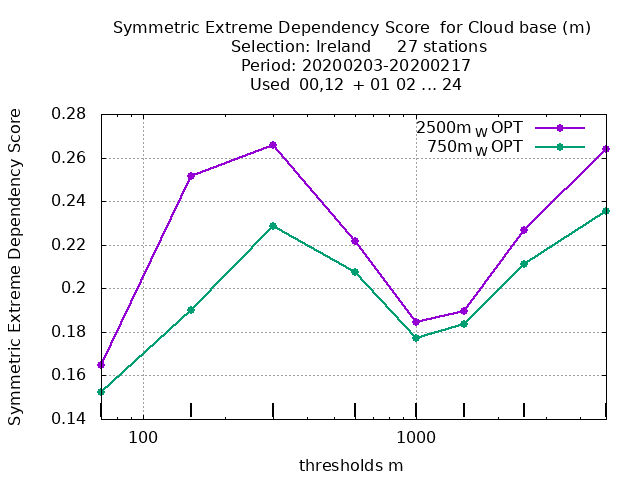 Symmetric Extreme Dependency Score for Cloud base (m)
Selection: Ireland 27 stations
Period: 20200203-20200217
Used 00,12 + 01 02 ... 24
Symmetric Extreme Dependency Score
0.28
0.26
0.24
0.22
0.2
0.18
0.16
0.14
2500m W OPT
750m W OPT
100 1000
thresholds m